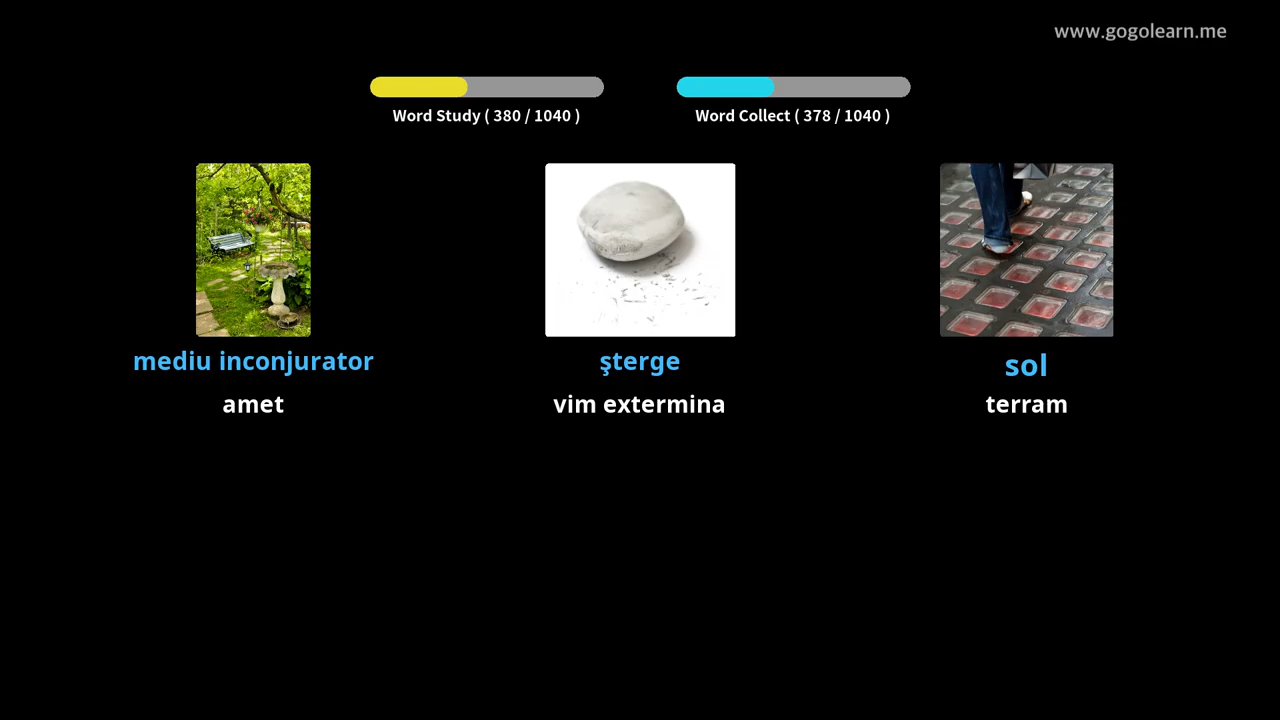 www.gogolearn.me
Word Study ( 380 / 1040 )
Word Collect ( 378 / 1040 )
mediu inconjurator
şterge
sol
amet
vim extermina
terram